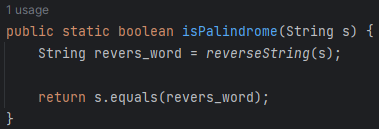 1 usage
public static boolean isPalindrome(String s) {
    String revers_word = reverseString(s);

    return s.equals(revers_word);
}